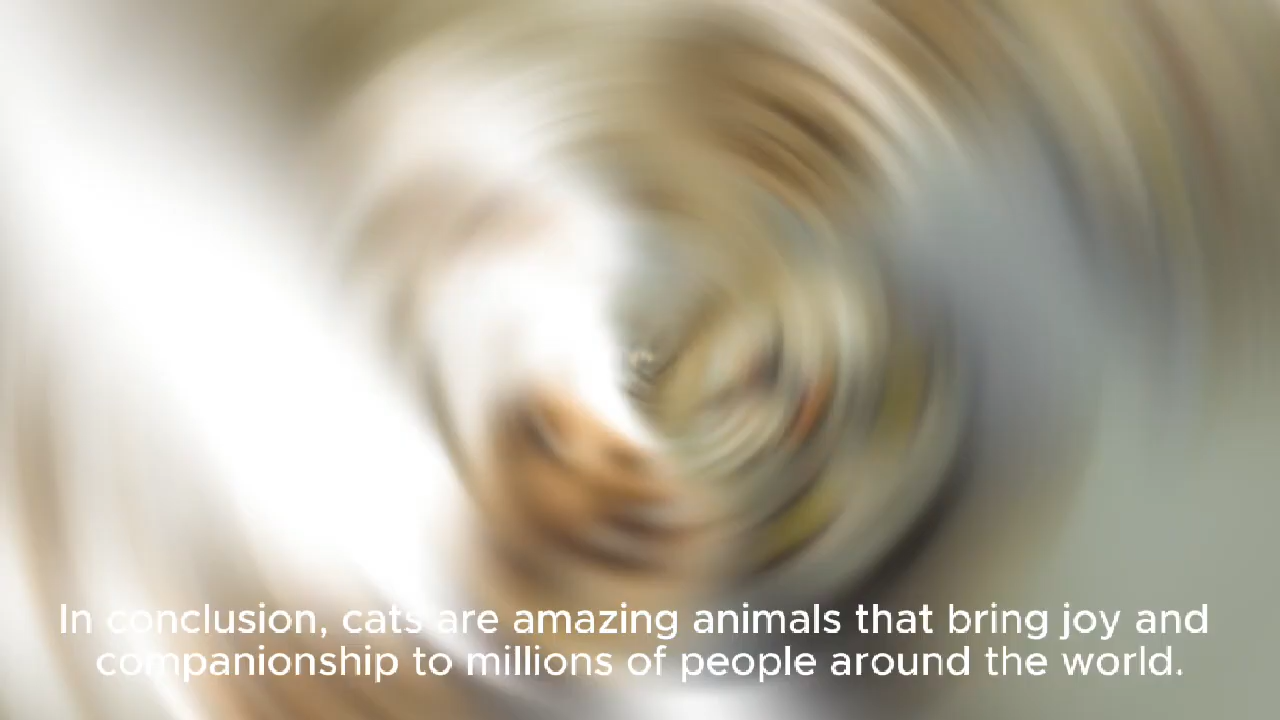 In conclusion, cats are amazing animals that bring joy and
companionship to millions of people around the world.